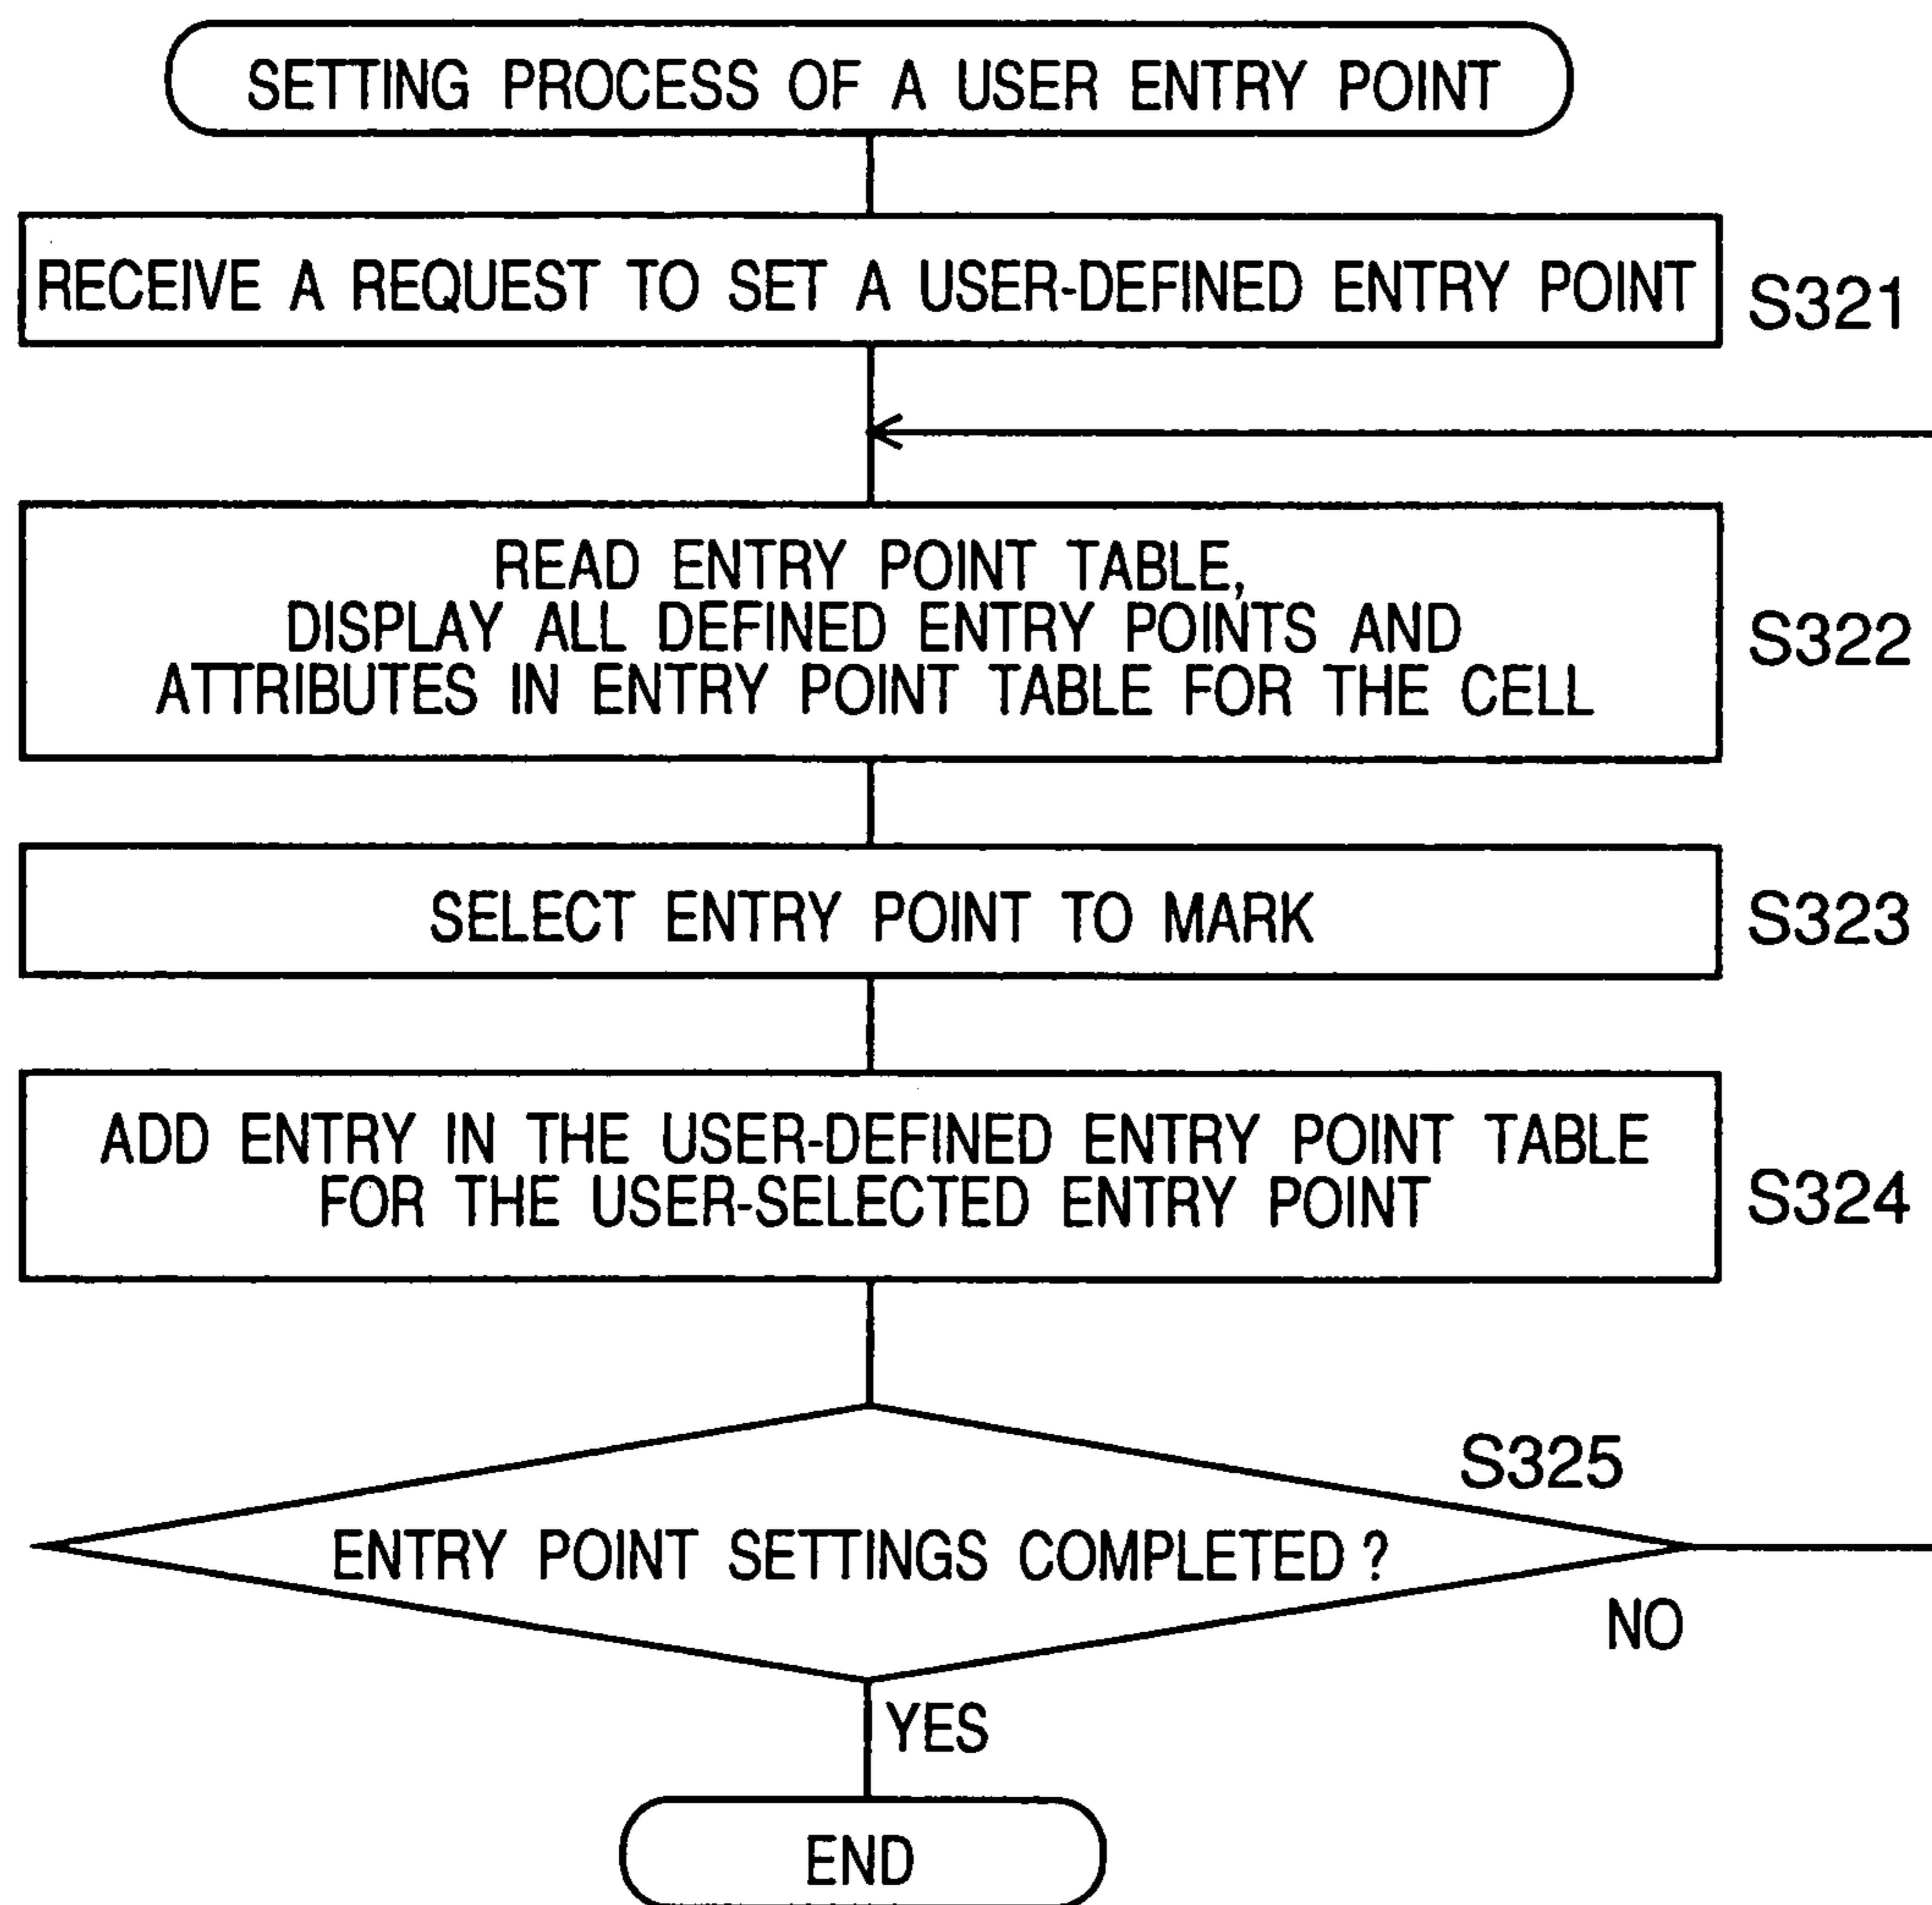 SETTING PROCESS OF A USER ENTRY POINT
RECEIVE A REQUEST TO SET A USER-DEFINED ENTRY POINT
S321
READ ENTRY POINT TABLE,
DISPLAY ALL DEFINED ENTRY POINTS AND
ATTRIBUTES IN ENTRY POINT TABLE FOR THE CELL
S322
SELECT ENTRY POINT TO MARK
S323
ADD ENTRY IN THE USER-DEFINED ENTRY POINT TABLE
FOR THE USER-SELECTED ENTRY POINT
S324
S325
ENTRY POINT SETTINGS COMPLETED ?
NO
YES
END